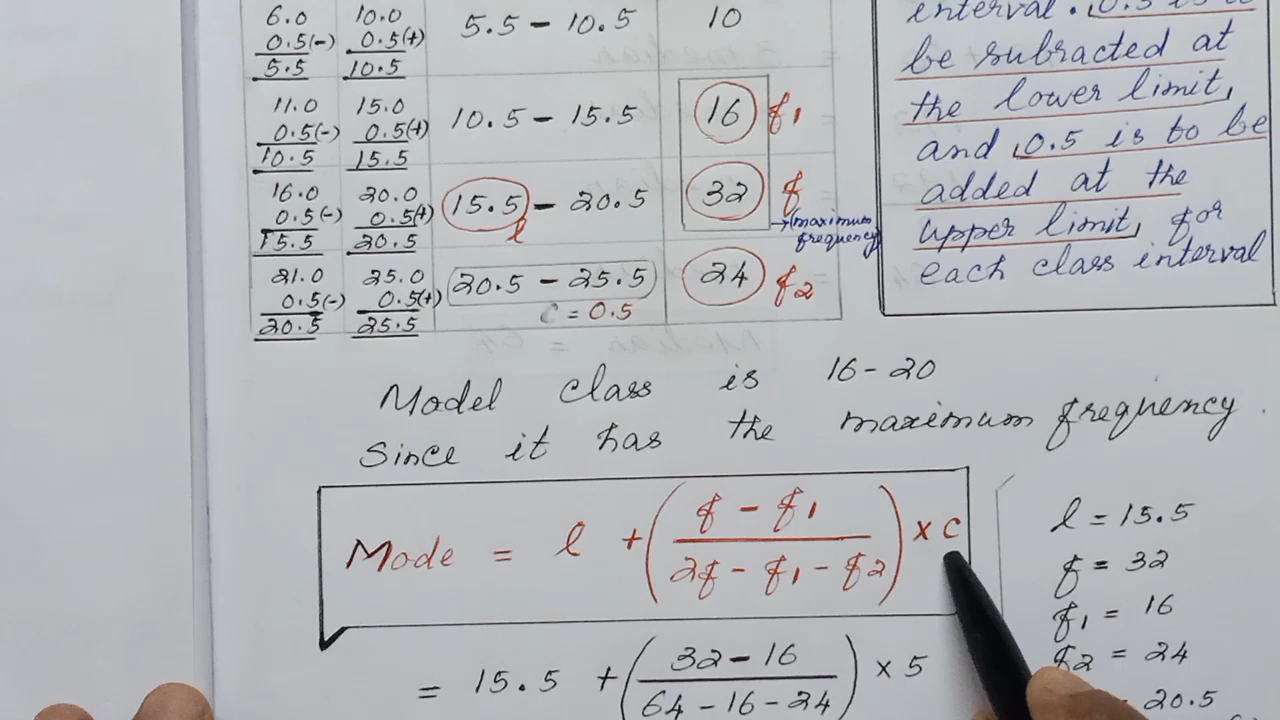 6.0 10.0 5.5 - 10.5 10
0.5(-) 0.5(+)
5.5 10.5
11.0 15.0 10.5 - 15.5 16 f1
0.5(-) 0.5(+)
10.5 15.5
16.0 20.0 15.5 - 20.5 32 f
0.5(-) 0.5(+) l →(maximum
15.5 20.5 frequency
21.0 25.0 20.5 - 25.5 24 f2
0.5(-) 0.5(+) c = 0.5
20.5 25.5
interval. 0.5 is to
be subracted at
the lower limit,
and 0.5 is to be
added at the
upper limit, for
each class interval
Model class is 16-20
Since it has the maximum frequency.
Mode = l + (f - f1 / 2f - f1 - f2) × c
= 15.5 + (32 - 16 / 64 - 16 - 24) × 5
l = 15.5
f = 32
f1 = 16
f2 = 24
20.5